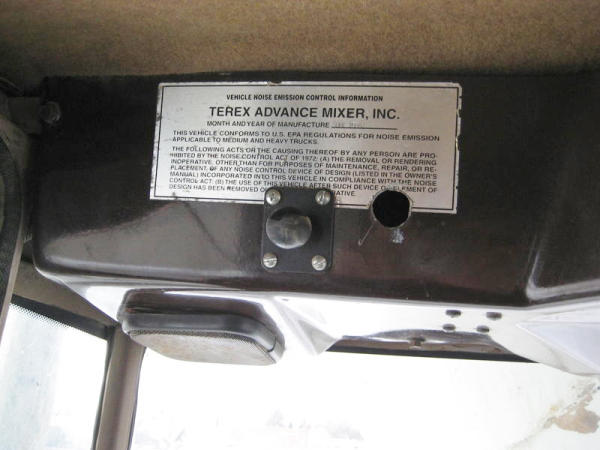 VEHICLE NOISE EMISSION CONTROL INFORMATION
TEREX ADVANCE MIXER, INC.
MONTH AND YEAR OF MANUFACTURE
THIS VEHICLE CONFORMS TO U.S. EPA REGULATIONS FOR NOISE EMISSION
APPLICABLE TO MEDIUM AND HEAVY TRUCKS.
THE FOLLOWING ACTS OR THE CAUSING THEREOF BY ANY PERSON ARE PRO-
HIBITED BY THE NOISE CONTROL ACT OF 1972: (A) THE REMOVAL OR RENDERING
INOPERATIVE, OTHER THAN FOR PURPOSES OF MAINTENANCE, REPAIR, OR RE-
PLACEMENT OF ANY NOISE CONTROL DEVICE OF DESIGN (LISTED IN THE OWNER'S
MANUAL) INCORPORATED INTO THIS VEHICLE IN COMPLIANCE WITH THE NOISE
CONTROL ACT: (B) THE USE OF THIS VEHICLE AFTER SUCH DEVICE OR ELEMENT OF
DESIGN HAS BEEN REMOVED O